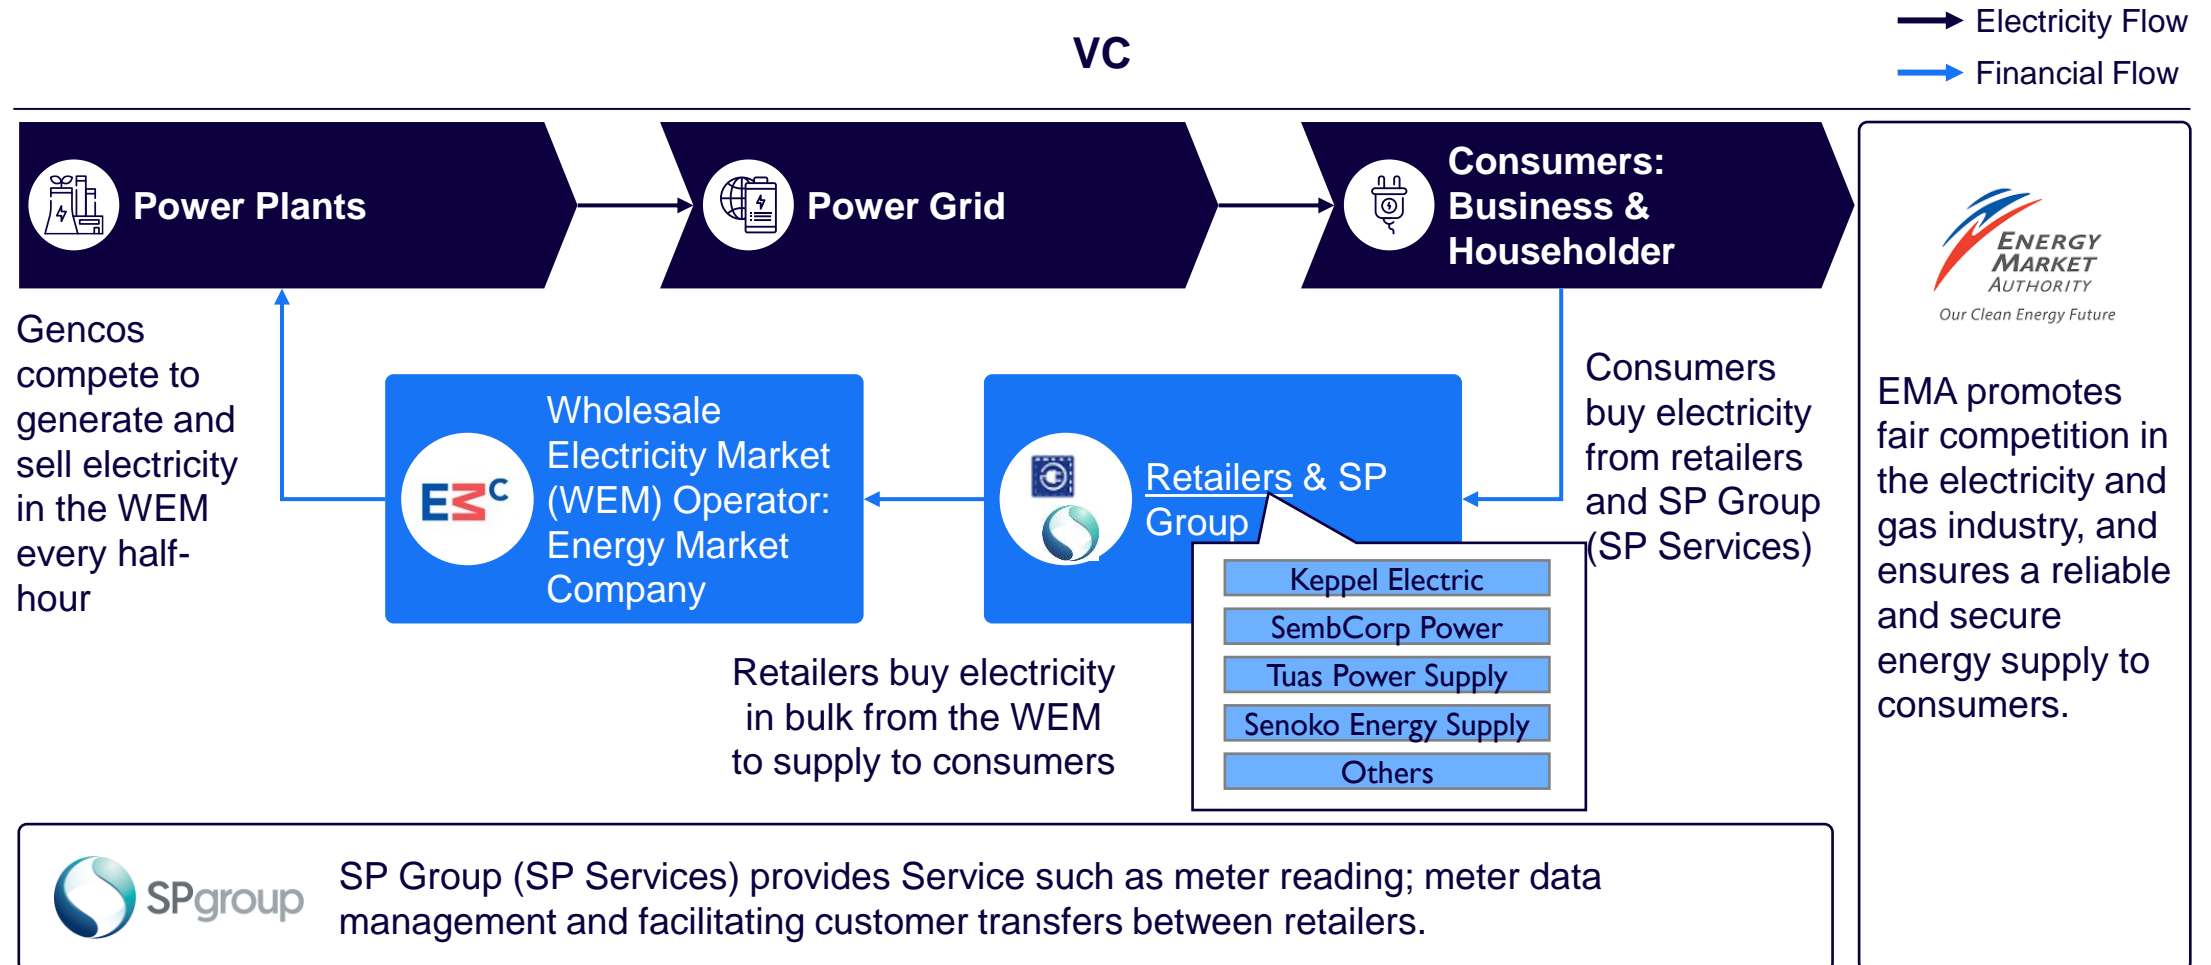 VC
Electricity Flow
Financial Flow
Power Plants
Power Grid
Consumers:
Business &
Householder
ENERGY
MARKET
AUTHORITY
Our Clean Energy Future
Gencos
compete to
generate and
sell electricity
in the WEM
every half-
hour
EMC
Wholesale
Electricity Market
(WEM) Operator:
Energy Market
Company
Retailers & SP
Group
Consumers
buy electricity
from retailers
and SP Group
(SP Services)
EMA promotes
fair competition in
the electricity and
gas industry, and
ensures a reliable
and secure
energy supply to
consumers.
Keppel Electric
SembCorp Power
Tuas Power Supply
Senoko Energy Supply
Others
Retailers buy electricity
in bulk from the WEM
to supply to consumers
SPgroup
SP Group (SP Services) provides Service such as meter reading; meter data
management and facilitating customer transfers between retailers.